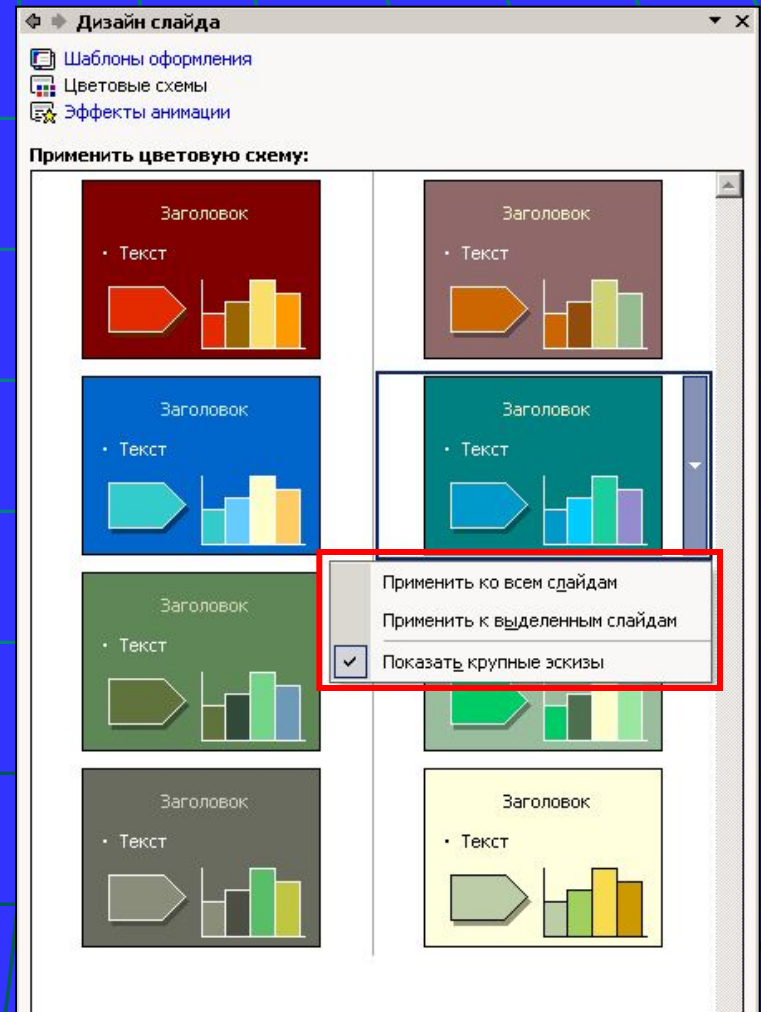 Дизайн слайда
Шаблоны оформления
Цветовые схемы
Эффекты анимации
Применить цветовую схему:
Заголовок
• Текст
Заголовок
• Текст
Заголовок
• Текст
Заголовок
• Текст
Применить ко всем слайдам
Применить к выделенным слайдам
Показать крупные эскизы
Заголовок
• Текст
Заголовок
• Текст
Заголовок
• Текст